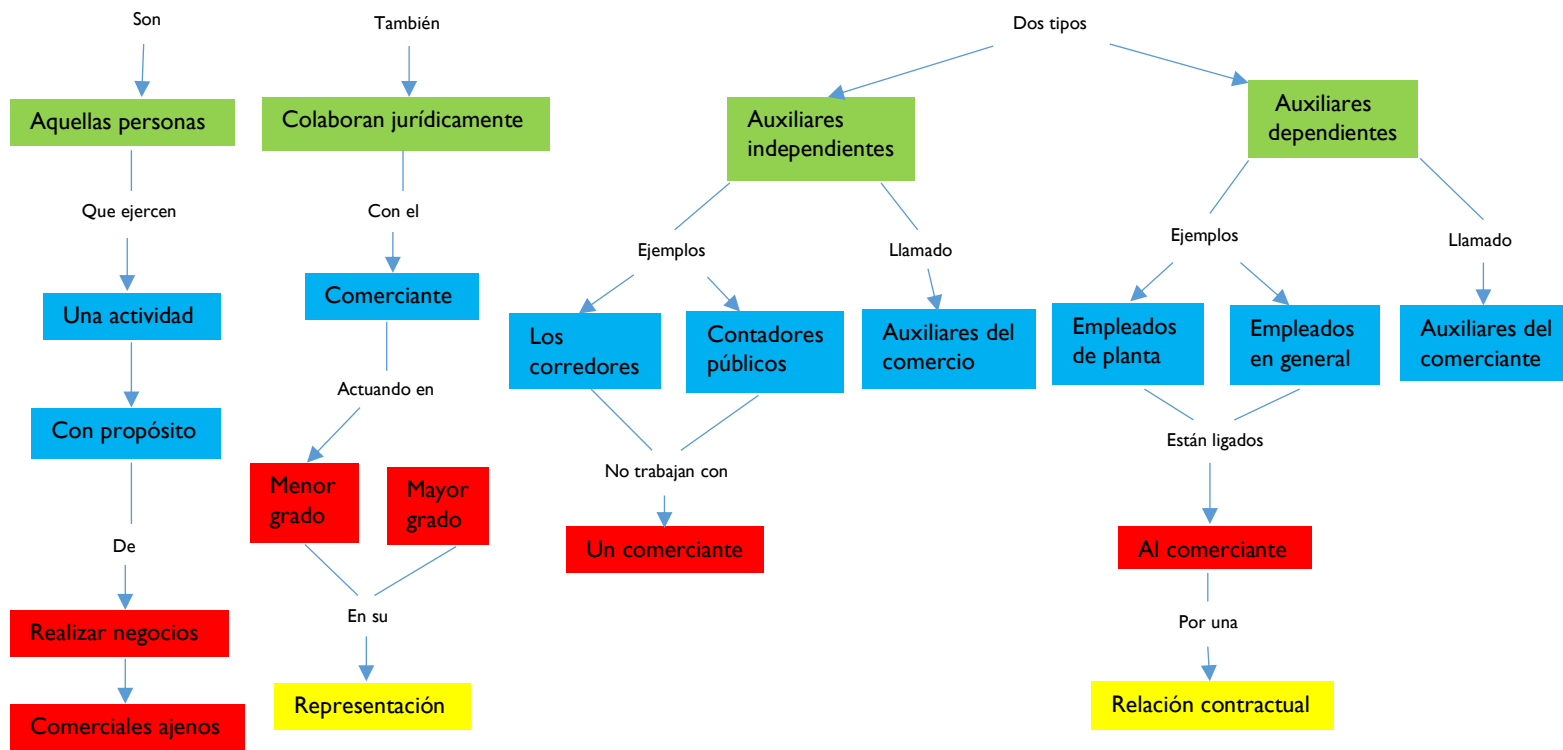 Son
Aquellas personas
Que ejercen
Una actividad
Con propósito
De
Realizar negocios
Comerciales ajenos
También
Colaboran jurídicamente
Con el
Comerciante
Actuando en
Menor
grado
Mayor
grado
En su
Representación
Dos tipos
Auxiliares
independientes
Ejemplos
Llamado
Los
corredores
Contadores
públicos
Auxiliares del
comercio
No trabajan con
Un comerciante
Auxiliares
dependientes
Ejemplos
Llamado
Empleados
de planta
Empleados
en general
Auxiliares del
comerciante
Están ligados
Al comerciante
Por una
Relación contractual